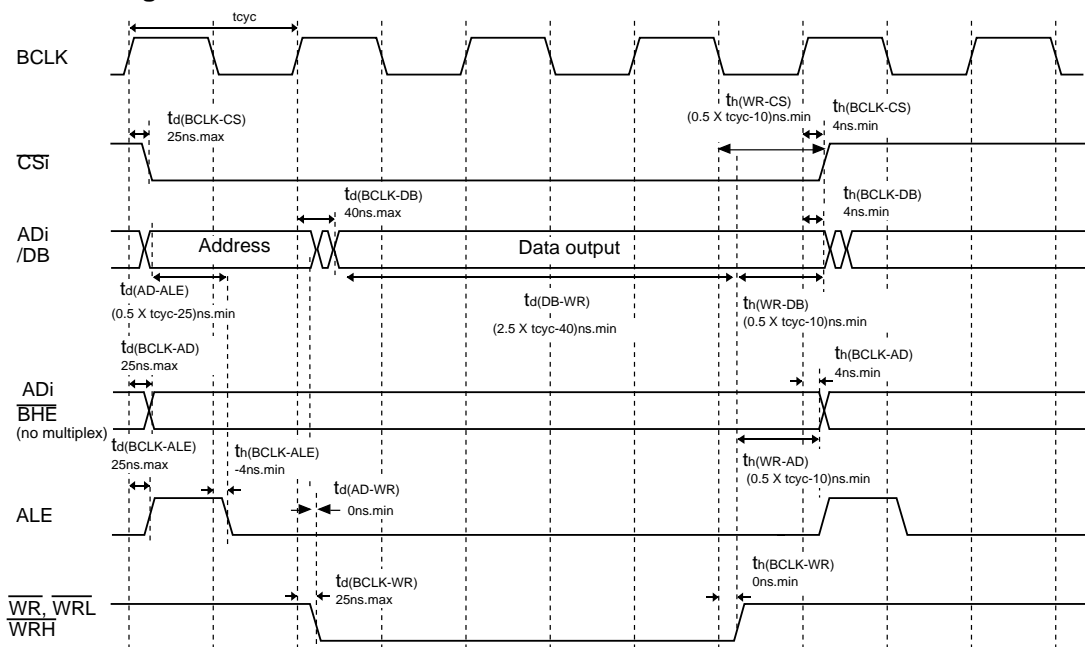 tcyc
BCLK
td(BCLK-CS)
25ns.max
th(WR-CS)
(0.5 X tcyc-10)ns.min
th(BCLK-CS)
4ns.min
CSi
td(BCLK-DB)
40ns.max
th(BCLK-DB)
4ns.min
ADi
/DB
Address
Data output
td(AD-ALE)
(0.5 X tcyc-25)ns.min
td(DB-WR)
(2.5 X tcyc-40)ns.min
th(WR-DB)
(0.5 X tcyc-10)ns.min
td(BCLK-AD)
25ns.max
th(BCLK-AD)
4ns.min
ADi
BHE
(no multiplex)
td(BCLK-ALE)
25ns.max
th(BCLK-ALE)
-4ns.min
td(AD-WR)
0ns.min
th(WR-AD)
(0.5 X tcyc-10)ns.min
ALE
td(BCLK-WR)
25ns.max
th(BCLK-WR)
0ns.min
WR, WRL
WRH